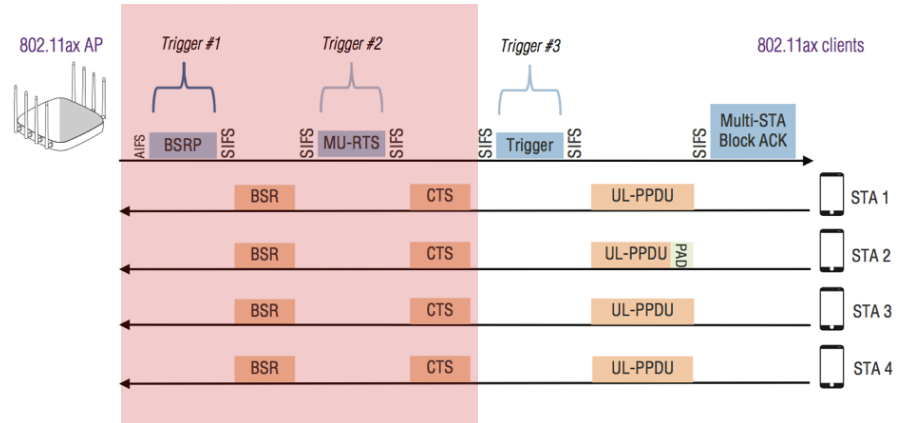 802.11ax AP
Trigger #1
Trigger #2
Trigger #3
802.11ax clients
AIFS
BSRP
SIFS
SIFS
MU-RTS
SIFS
SIFS
Trigger
SIFS
SIFS
Multi-STA
Block ACK
BSR
CTS
UL-PPDU
STA 1
BSR
CTS
UL-PPDU
PAD
STA 2
BSR
CTS
UL-PPDU
STA 3
BSR
CTS
UL-PPDU
STA 4